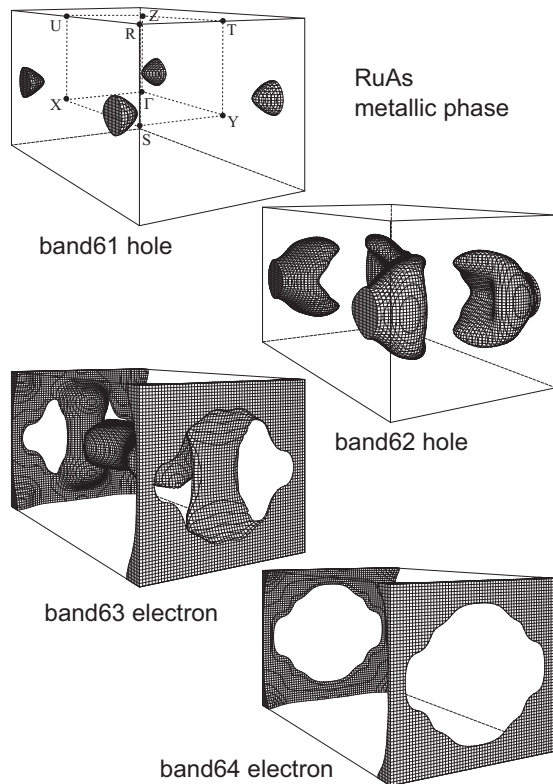 U
Z
R
T
X
Γ
Y
S
RuAs
metallic phase
band61 hole
band62 hole
band63 electron
band64 electron